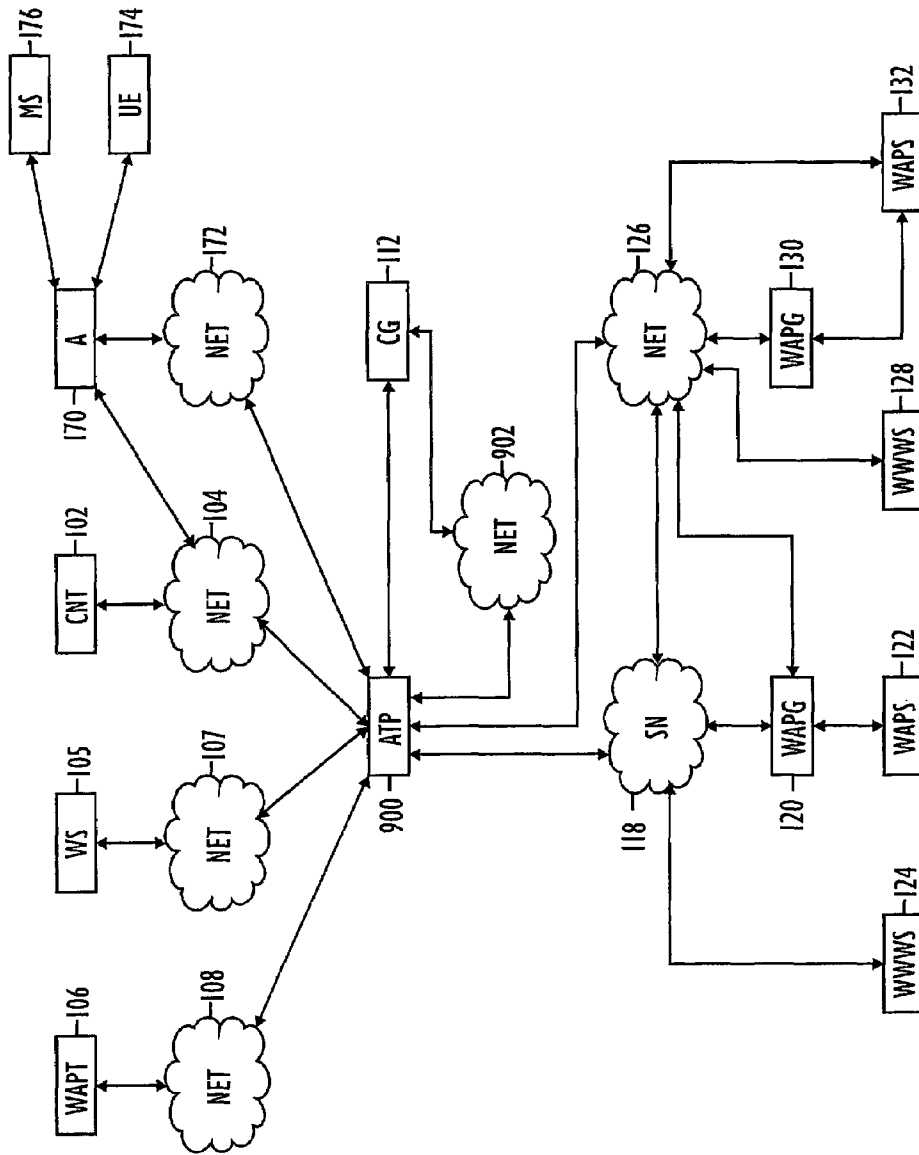 MS
176
UE
174
A
170
NET
172
CNT
102
NET
104
WS
105
NET
107
WAPT
106
NET
108
ATP
900
CG
112
NET
902
SN
118
NET
126
WAPG
120
WAPG
130
WWWS
124
WAPS
122
WWWS
128
WAPS
132